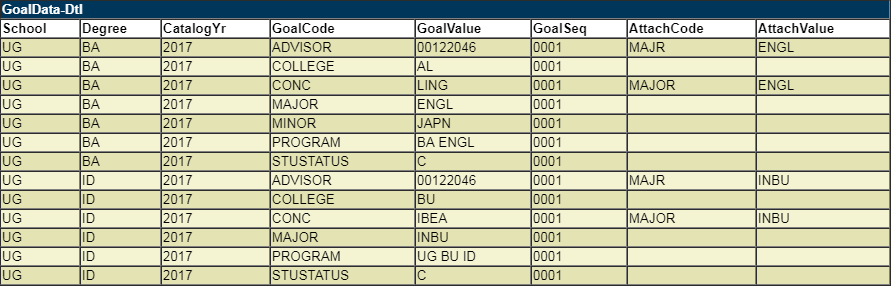 GoalData-Dtl
School Degree CatalogYr GoalCode GoalValue GoalSeq AttachCode AttachValue
UG BA 2017 ADVISOR 00122046 0001 MAJR ENGL
UG BA 2017 COLLEGE AL 0001
UG BA 2017 CONC LING 0001 MAJOR ENGL
UG BA 2017 MAJOR ENGL 0001
UG BA 2017 MINOR JAPN 0001
UG BA 2017 PROGRAM BA ENGL 0001
UG BA 2017 STUSTATUS C 0001
UG ID 2017 ADVISOR 00122046 0001 MAJR INBU
UG ID 2017 COLLEGE BU 0001
UG ID 2017 CONC IBEA 0001 MAJOR INBU
UG ID 2017 MAJOR INBU 0001
UG ID 2017 PROGRAM UG BU ID 0001
UG ID 2017 STUSTATUS C 0001